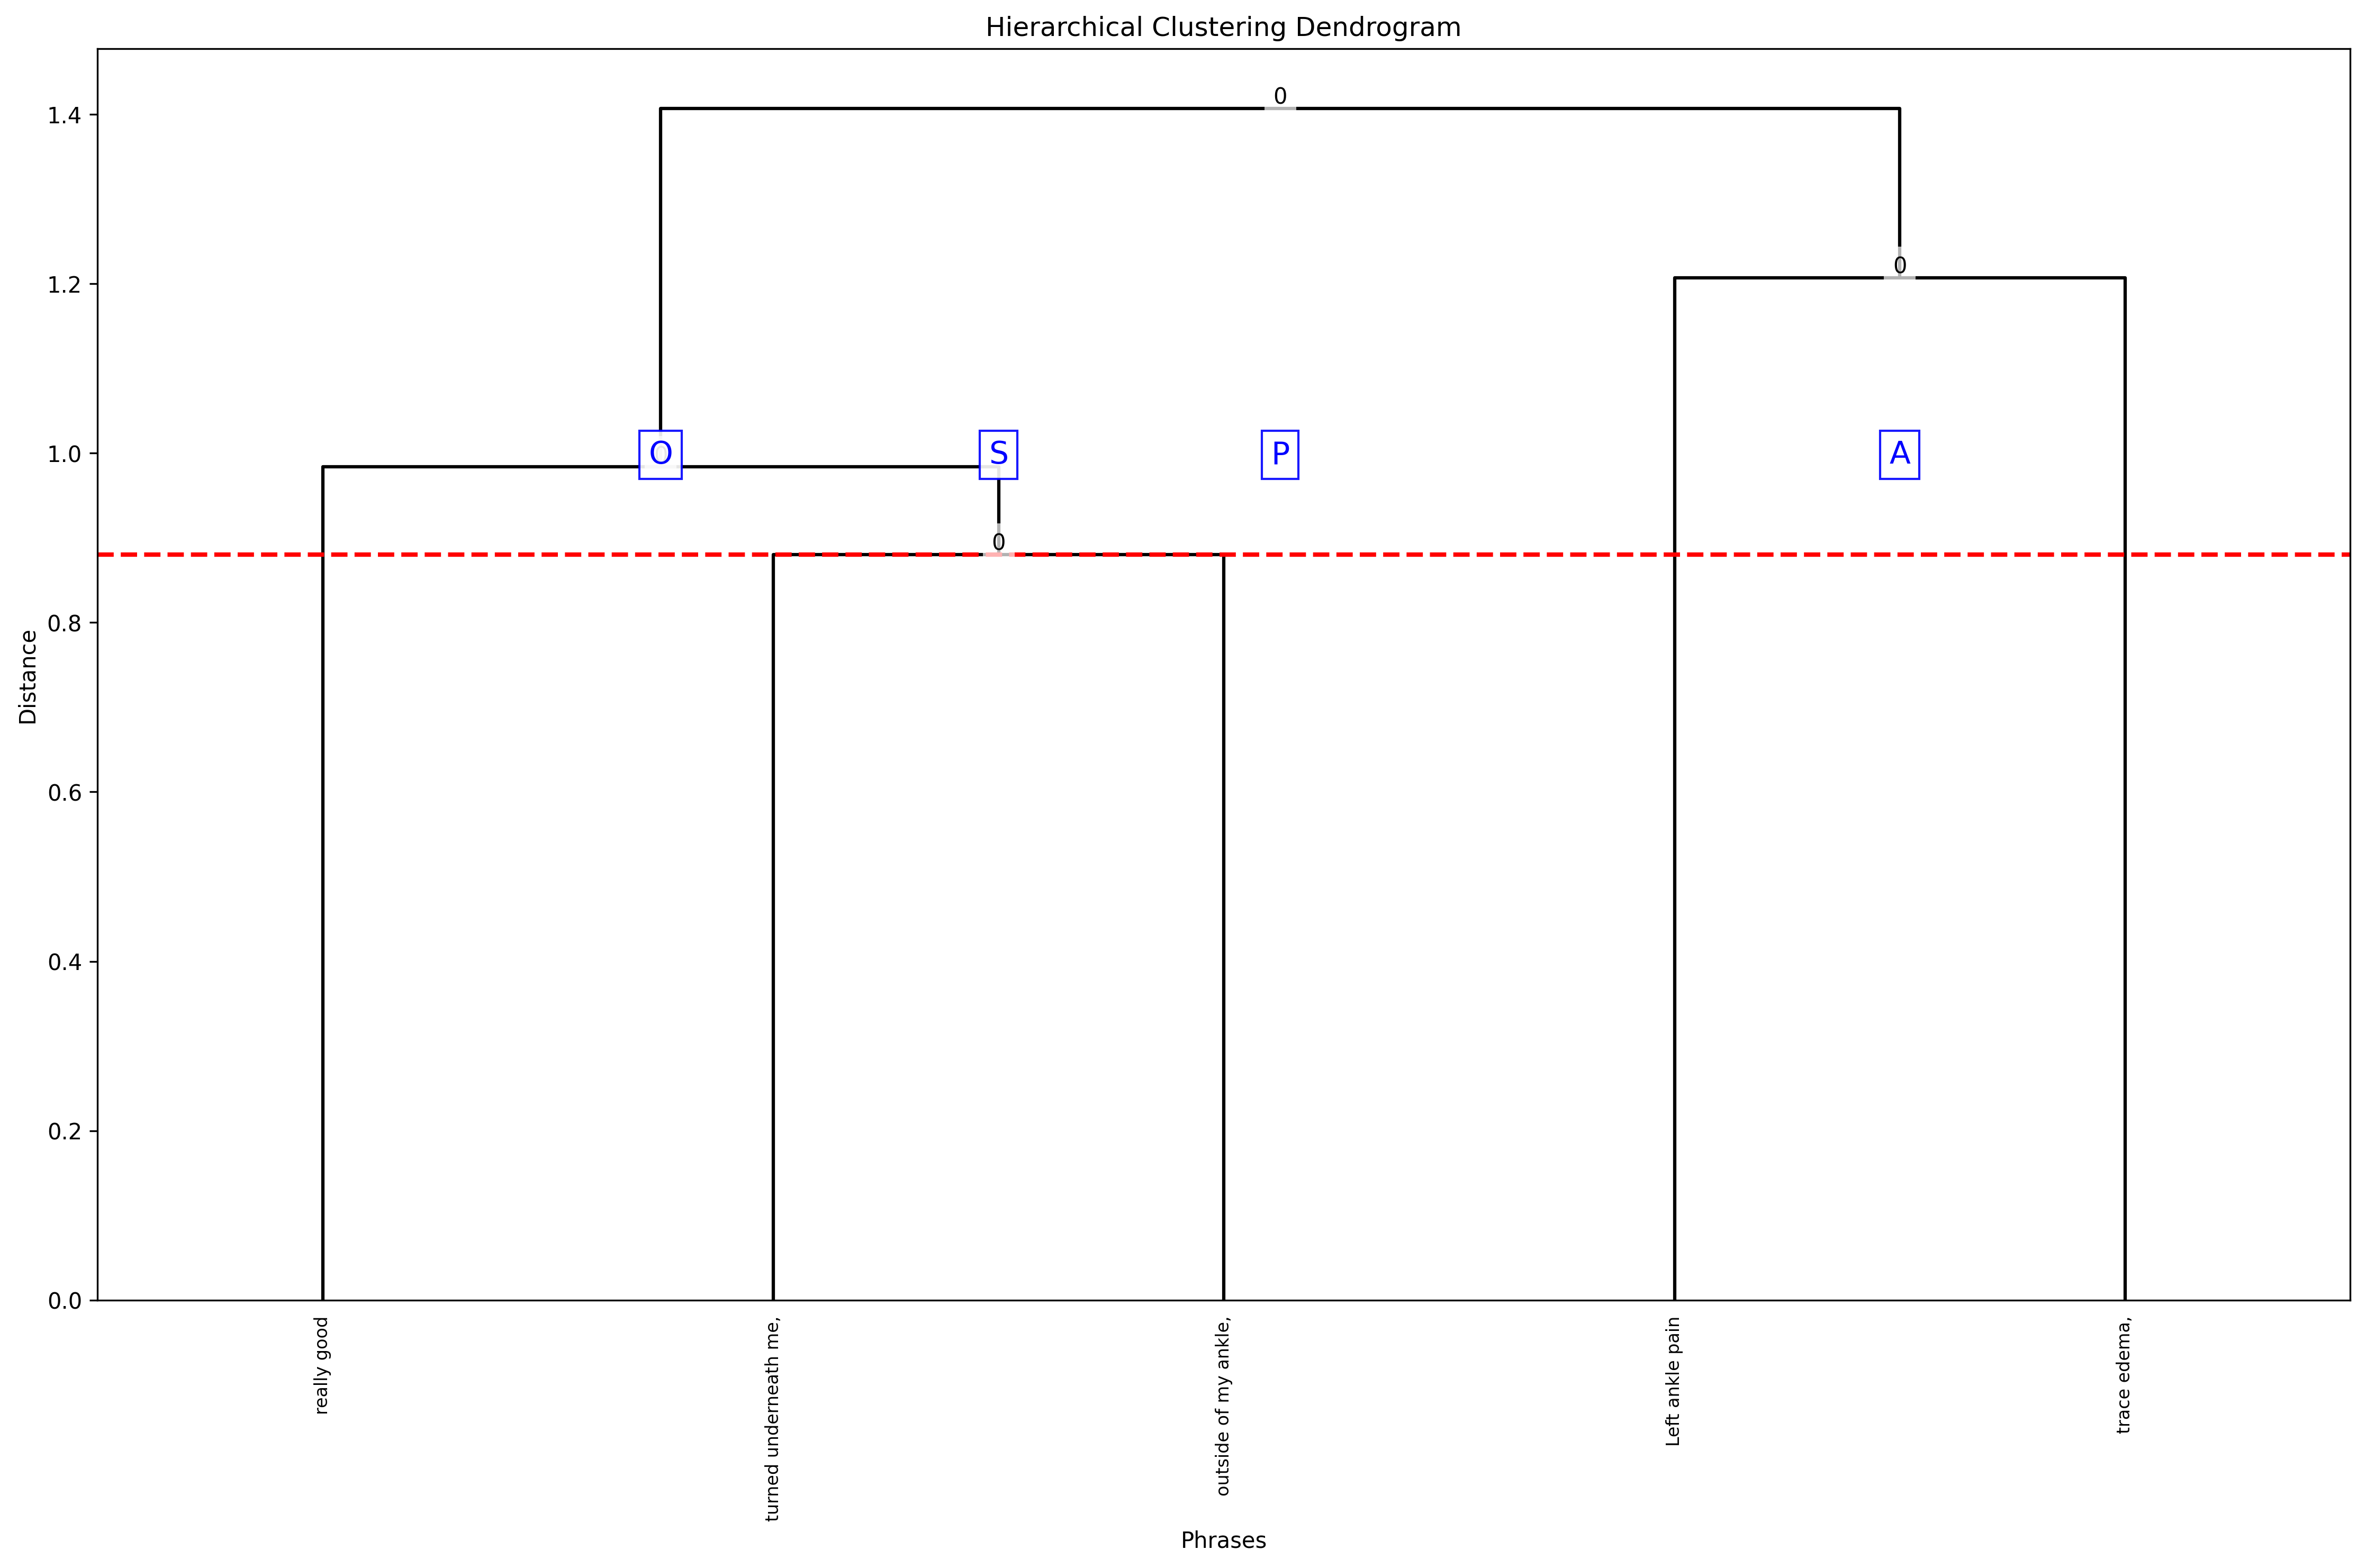 Hierarchical Clustering Dendrogram
0
1.4
0
1.2
O
S
P
A
1.0
0
0.8
Distance
0.6
0.4
0.2
0.0
really good
turned underneath me,
outside of my ankle,
Left ankle pain
trace edema,
Phrases